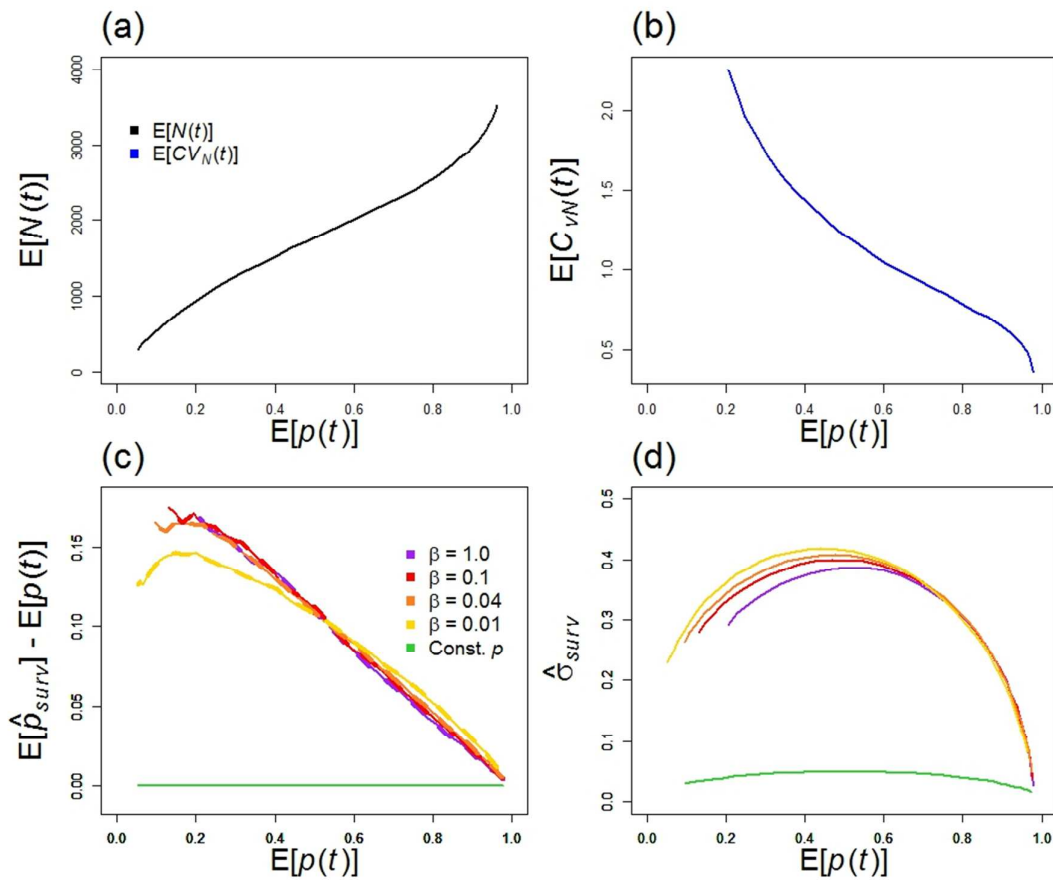 (a)
E[N(t)]
4000
3000
2000
1000
0
E[N(t)]
E[CV_N(t)]
0.0 0.2 0.4 0.6 0.8 1.0
E[p(t)]
(b)
E[C_vN(t)]
2.0
1.5
1.0
0.5
0.0 0.2 0.4 0.6 0.8 1.0
E[p(t)]
(c)
E[p̂_surv] - E[p(t)]
0.15
0.10
0.05
0.00
β = 1.0
β = 0.1
β = 0.04
β = 0.01
Const. p
0.0 0.2 0.4 0.6 0.8 1.0
E[p(t)]
(d)
σ̂_surv
0.5
0.4
0.3
0.2
0.1
0.0
0.0 0.2 0.4 0.6 0.8 1.0
E[p(t)]